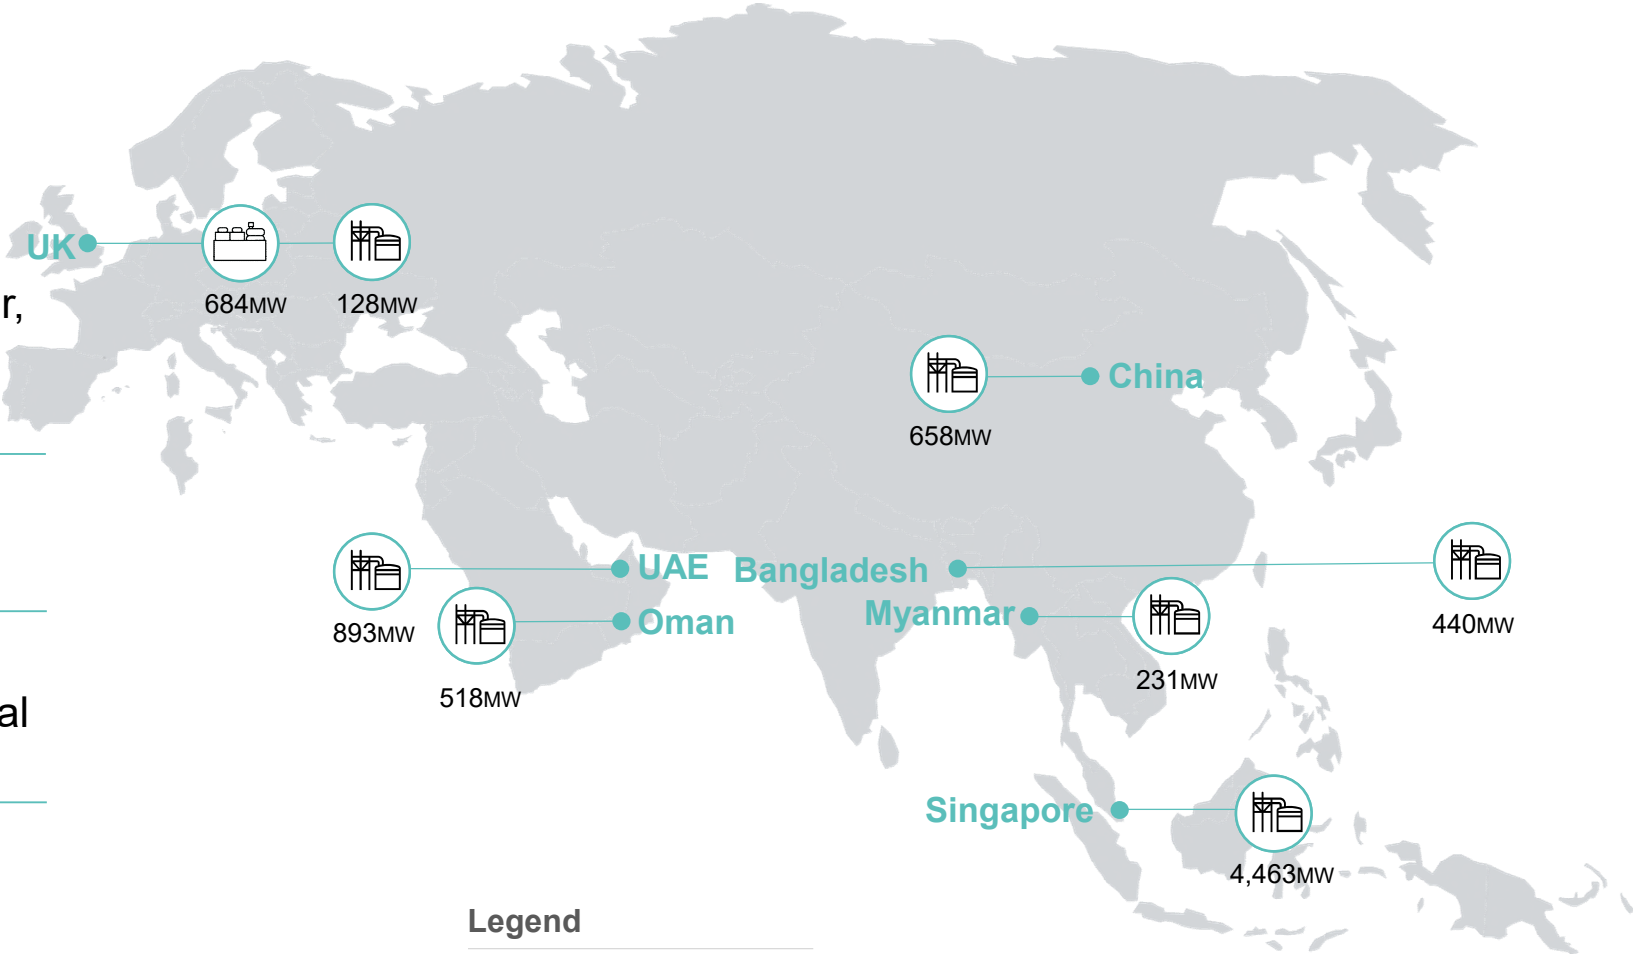 UK
684MW
128MW
r,
China
658MW
UAE
Bangladesh
893MW
Oman
Myanmar
440MW
518MW
231MW
al
Singapore
4,463MW
Legend